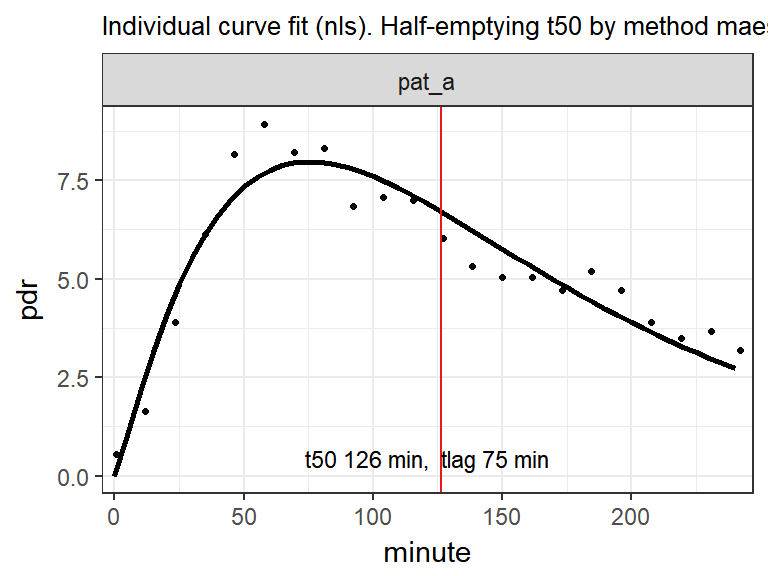 Individual curve fit (nls). Half-emptying t50 by method maes
pat_a
7.5
5.0
2.5
0.0
pdr
t50 126 min, tlag 75 min
0 50 100 150 200
minute